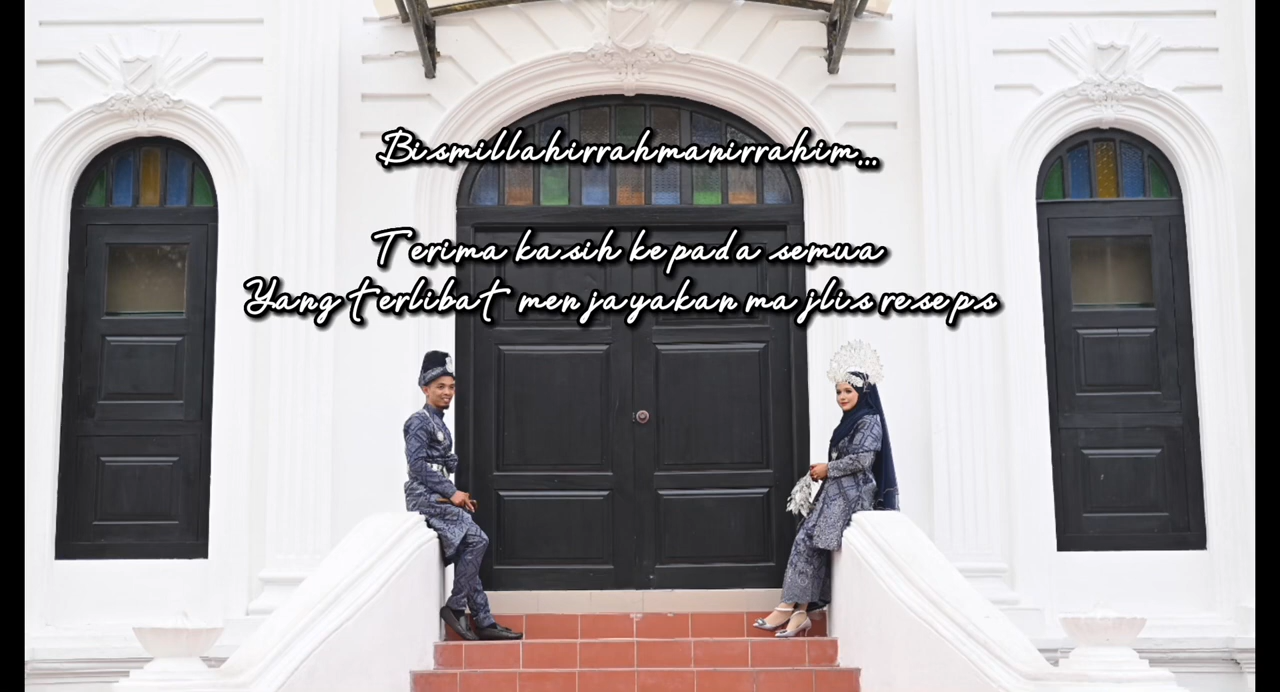 Bismillahirrahmanirrahim...
Terima kasih kepada semua
Yang terlibat menjayakan majlis reseps